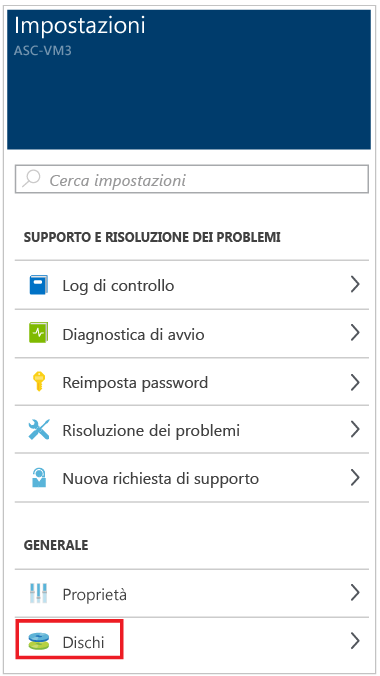 Impostazioni
ASC-VM3
Cerca impostazioni
SUPPORTO E RISOLUZIONE DEI PROBLEMI
Log di controllo
Diagnostica di avvio
Reimposta password
Risoluzione dei problemi
Nuova richiesta di supporto
GENERALE
Proprietà
Dischi